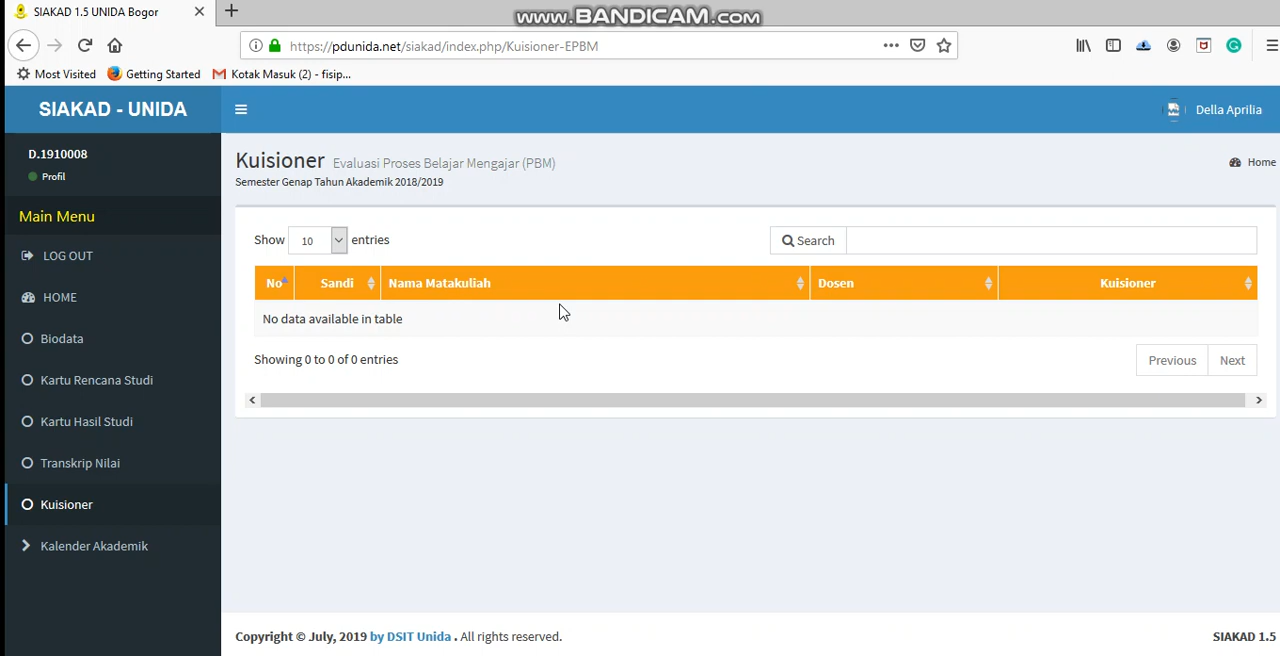 SIAKAD 1.5 UNIDA Bogor
www.BANDICAM.com
https://pdunida.net/siakad/index.php/Kuisioner-EPBM
Most Visited Getting Started Kotak Masuk (2) - fisip...
SIAKAD - UNIDA
Della Aprilia
D.1910008
Profil
Main Menu
LOG OUT
HOME
Biodata
Kartu Rencana Studi
Kartu Hasil Studi
Transkrip Nilai
Kuisioner
Kalender Akademik
Kuisioner Evaluasi Proses Belajar Mengajar (PBM)
Home
Semester Genap Tahun Akademik 2018/2019
Show 10 entries
Search
No Sandi Nama Matakuliah Dosen Kuisioner
No data available in table
Showing 0 to 0 of 0 entries
Previous Next
Copyright © July, 2019 by DSIT Unida . All rights reserved.
SIAKAD 1.5